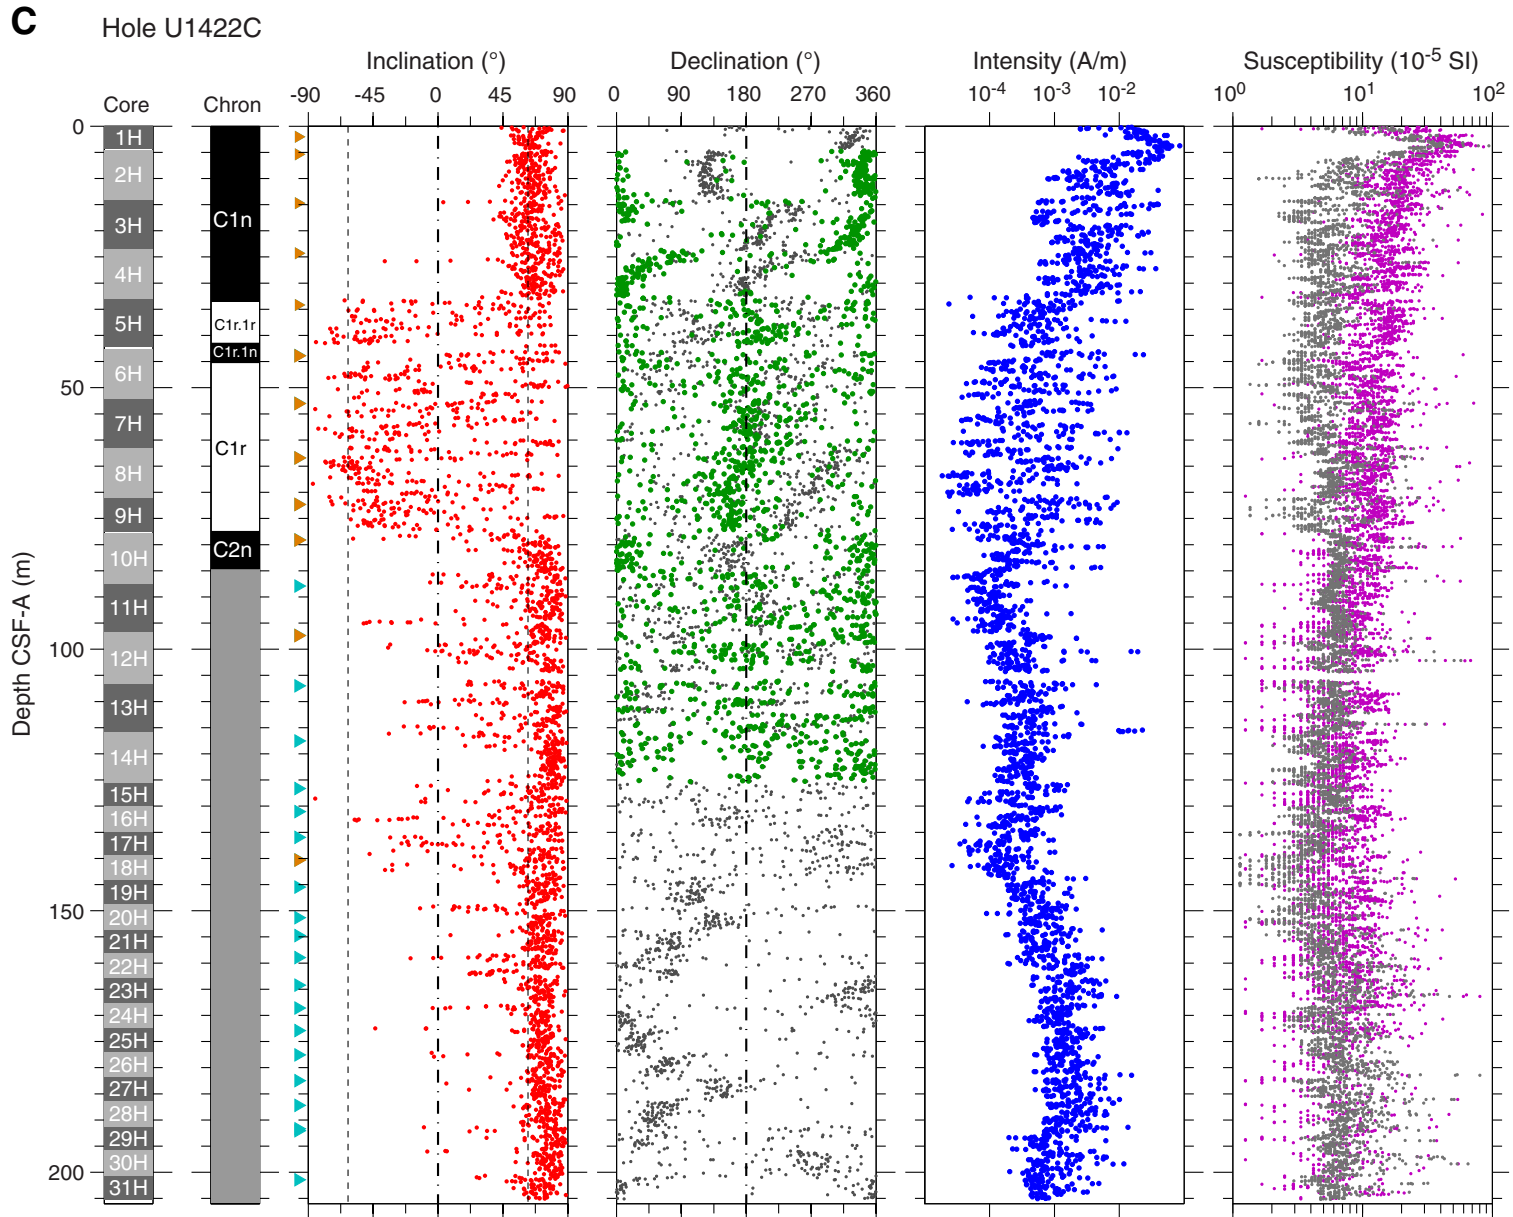 C
Hole U1422C
Inclination (°) Declination (°) Intensity (A/m) Susceptibility (10-5 SI)
Core Chron -90 -45 0 45 90 0 90 180 270 360 10-4 10-3 10-2 100 101 102
0
50
100
150
200
Depth CSF-A (m)
1H
2H
3H
4H
5H
6H
7H
8H
9H
10H
11H
12H
13H
14H
15H
16H
17H
18H
19H
20H
21H
22H
23H
24H
25H
26H
27H
28H
29H
30H
31H
C1n
C1r.1r
C1r.1n
C1r
C2n